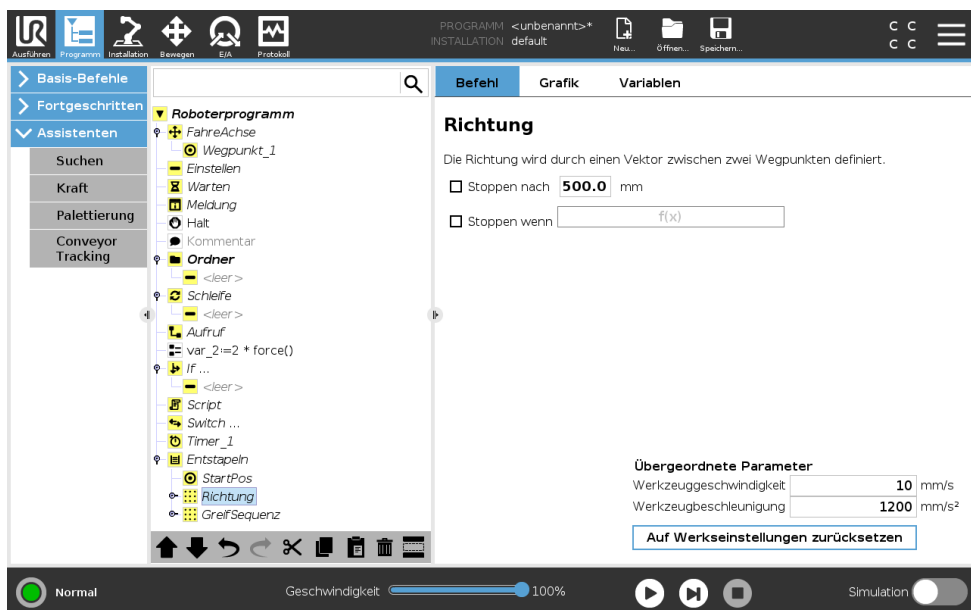 UR
Ausführen
Programm
Installation
Bewegen
E/A
Protokoll
PROGRAMM <unbenannt>*
INSTALLATION default
Neu...
Öffnen...
Speichern...
C C
C C
Basis-Befehle
Fortgeschritten
Assistenten
Suchen
Kraft
Palettierung
Conveyor
Tracking
Roboterprogramm
FahreAchse
Wegpunkt_1
Einstellen
Warten
Meldung
Halt
Kommentar
Ordner
<leer>
Schleife
<leer>
Aufruf
var_2:=2 * force()
If ...
<leer>
Script
Switch ...
Timer_1
Entstapeln
StartPos
Richtung
GreifSequenz
Befehl
Grafik
Variablen
Richtung
Die Richtung wird durch einen Vektor zwischen zwei Wegpunkten definiert.
Stoppen nach 500.0 mm
Stoppen wenn f(x)
Übergeordnete Parameter
Werkzeuggeschwindigkeit 10 mm/s
Werkzeugbeschleunigung 1200 mm/s²
Auf Werkseinstellungen zurücksetzen
Normal
Geschwindigkeit
100%
Simulation